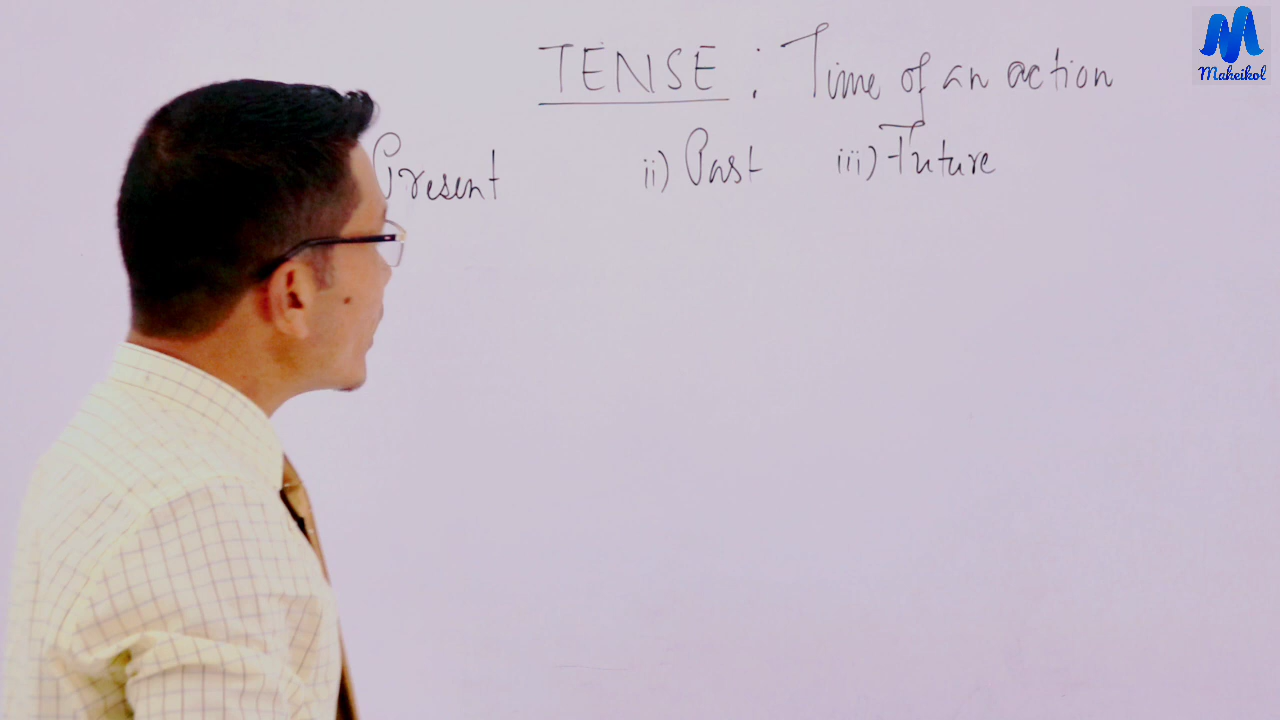 TENSE : Time of an action
Present ii) Past iii) Future
Maheikol